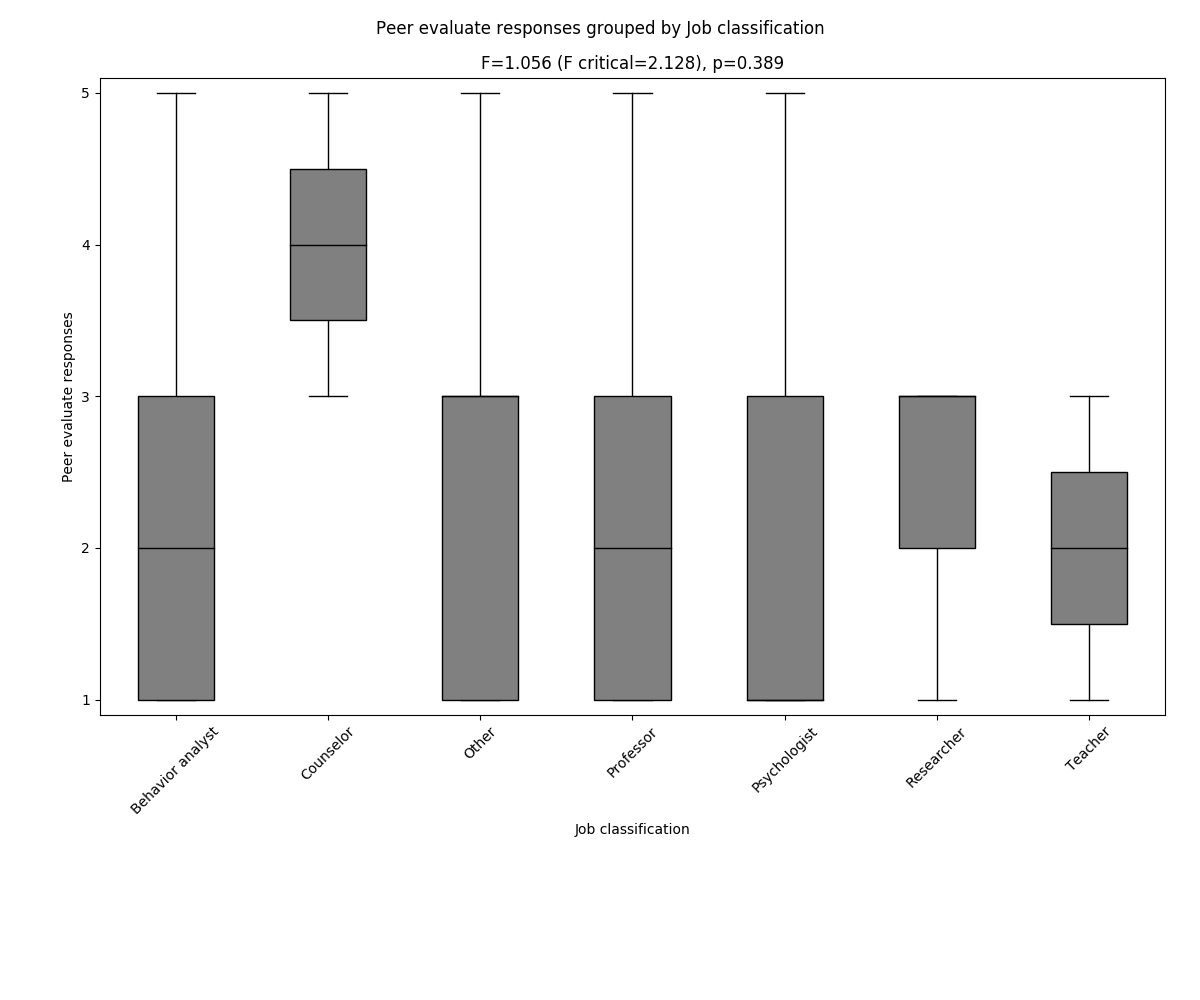 Peer evaluate responses grouped by Job classification
F=1.056 (F critical=2.128), p=0.389
5
4
3
2
1
Peer evaluate responses
Behavior analyst
Counselor
Other
Professor
Psychologist
Researcher
Teacher
Job classification